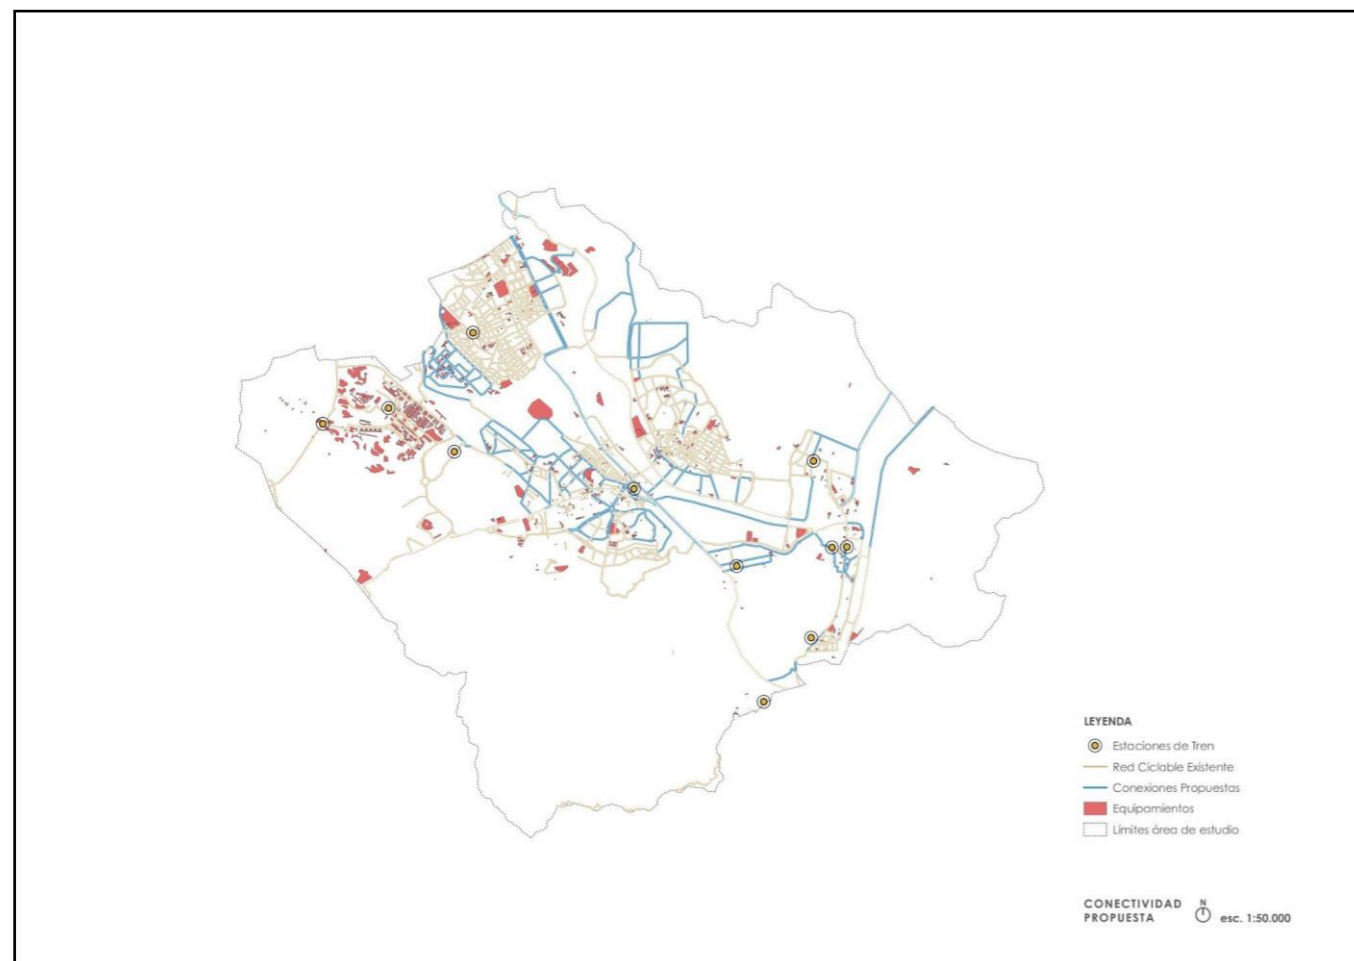 LEYENDA
Estaciones de Tren
Red Ciclable Existente
Conexiones Propuestas
Equipamientos
Límites área de estudio
CONECTIVIDAD
PROPUESTA
N
esc. 1:50.000